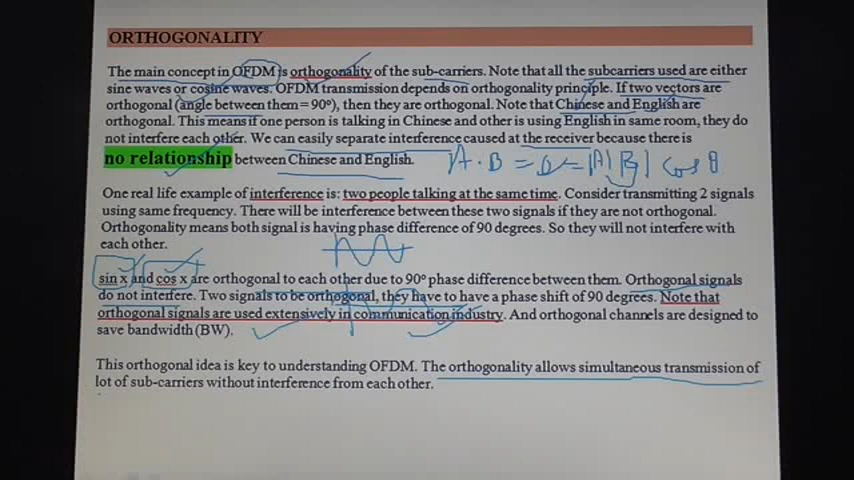 ORTHOGONALITY
The main concept in OFDM is orthogonality of the sub-carriers. Note that all the subcarriers used are either
sine waves or cosine waves. OFDM transmission depends on orthogonality principle. If two vectors are
orthogonal (angle between them = 90°), then they are orthogonal. Note that Chinese and English are
orthogonal. This means if one person is talking in Chinese and other is using English in same room, they do
not interfere each other. We can easily separate interference caused at the receiver because there is
no relationship between Chinese and English.
A · B = 0 = |A| |B| cos θ
One real life example of interference is: two people talking at the same time. Consider transmitting 2 signals
using same frequency. There will be interference between these two signals if they are not orthogonal.
Orthogonality means both signal is having phase difference of 90 degrees. So they will not interfere with
each other.
sin x and cos x are orthogonal to each other due to 90° phase difference between them. Orthogonal signals
do not interfere. Two signals to be orthogonal, they have to have a phase shift of 90 degrees. Note that
orthogonal signals are used extensively in communication industry. And orthogonal channels are designed to
save bandwidth (BW).
This orthogonal idea is key to understanding OFDM. The orthogonality allows simultaneous transmission of
lot of sub-carriers without interference from each other.